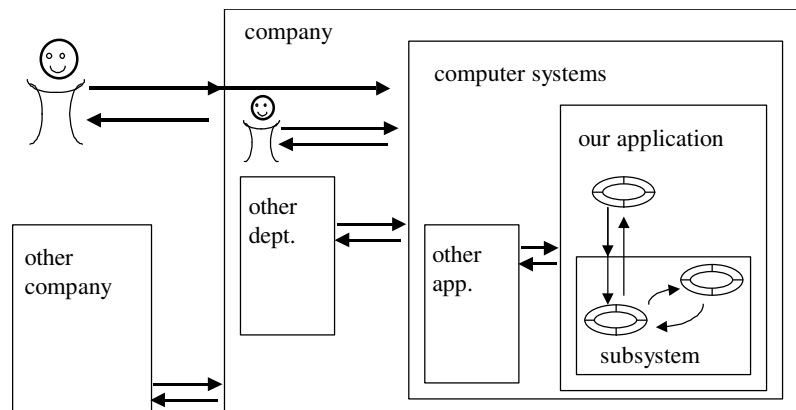 company
computer systems
our application
other
dept.
other
company
other
app.
subsystem